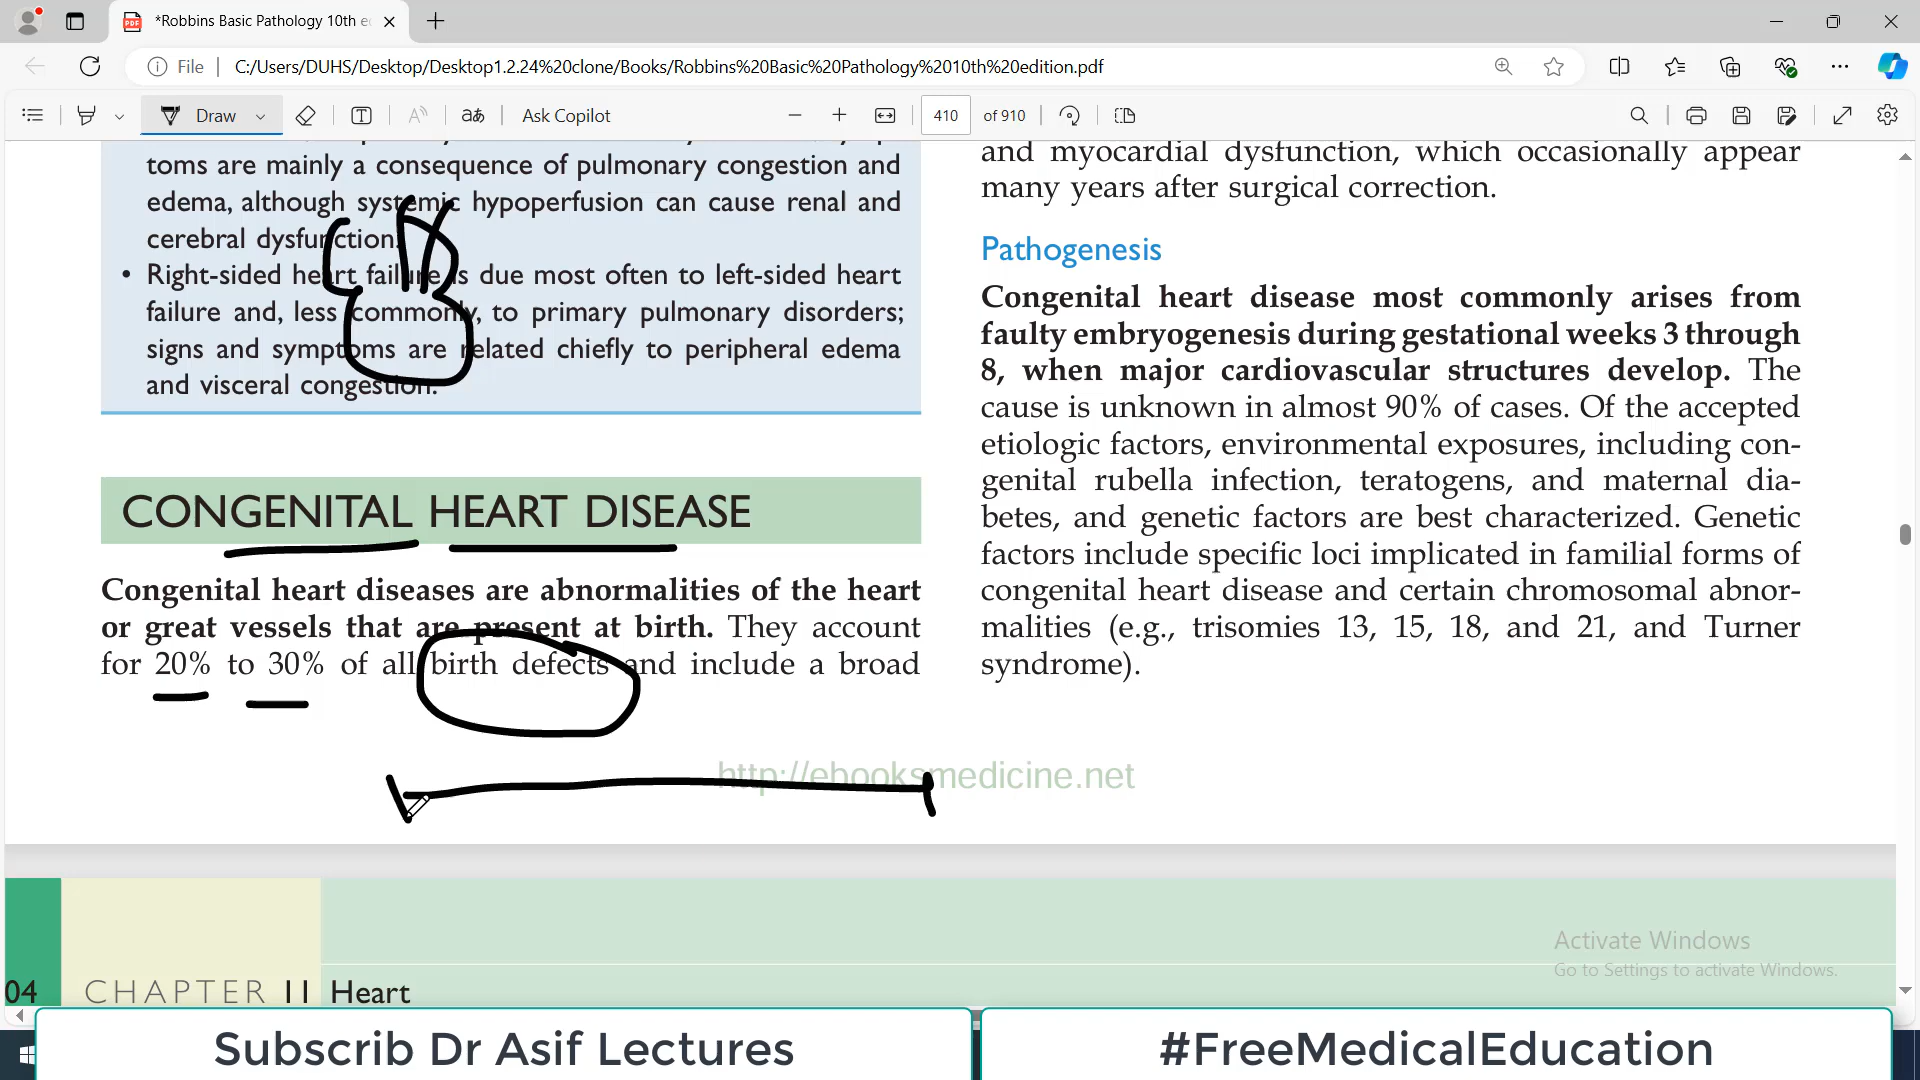 *Robbins Basic Pathology 10th e
File
C:/Users/DUHS/Desktop/Desktop1.2.24%20clone/Books/Robbins%20Basic%20Pathology%2010th%20edition.pdf
Draw
T
A
aあ
Ask Copilot
410
of 910
toms are mainly a consequence of pulmonary congestion and
edema, although systemic hypoperfusion can cause renal and
cerebral dysfunction.
• Right-sided heart failure is due most often to left-sided heart
failure and, less commonly, to primary pulmonary disorders;
signs and symptoms are related chiefly to peripheral edema
and visceral congestion.
CONGENITAL HEART DISEASE
Congenital heart diseases are abnormalities of the heart
or great vessels that are present at birth. They account
for 20% to 30% of all birth defects and include a broad
and myocardial dysfunction, which occasionally appear
many years after surgical correction.
Pathogenesis
Congenital heart disease most commonly arises from
faulty embryogenesis during gestational weeks 3 through
8, when major cardiovascular structures develop. The
cause is unknown in almost 90% of cases. Of the accepted
etiologic factors, environmental exposures, including con-
genital rubella infection, teratogens, and maternal dia-
betes, and genetic factors are best characterized. Genetic
factors include specific loci implicated in familial forms of
congenital heart disease and certain chromosomal abnor-
malities (e.g., trisomies 13, 15, 18, and 21, and Turner
syndrome).
http://ebooksmedicine.net
Activate Windows
Go to Settings to activate Windows.
04
CHAPTER 11 Heart
Subscrib Dr Asif Lectures
#FreeMedicalEducation